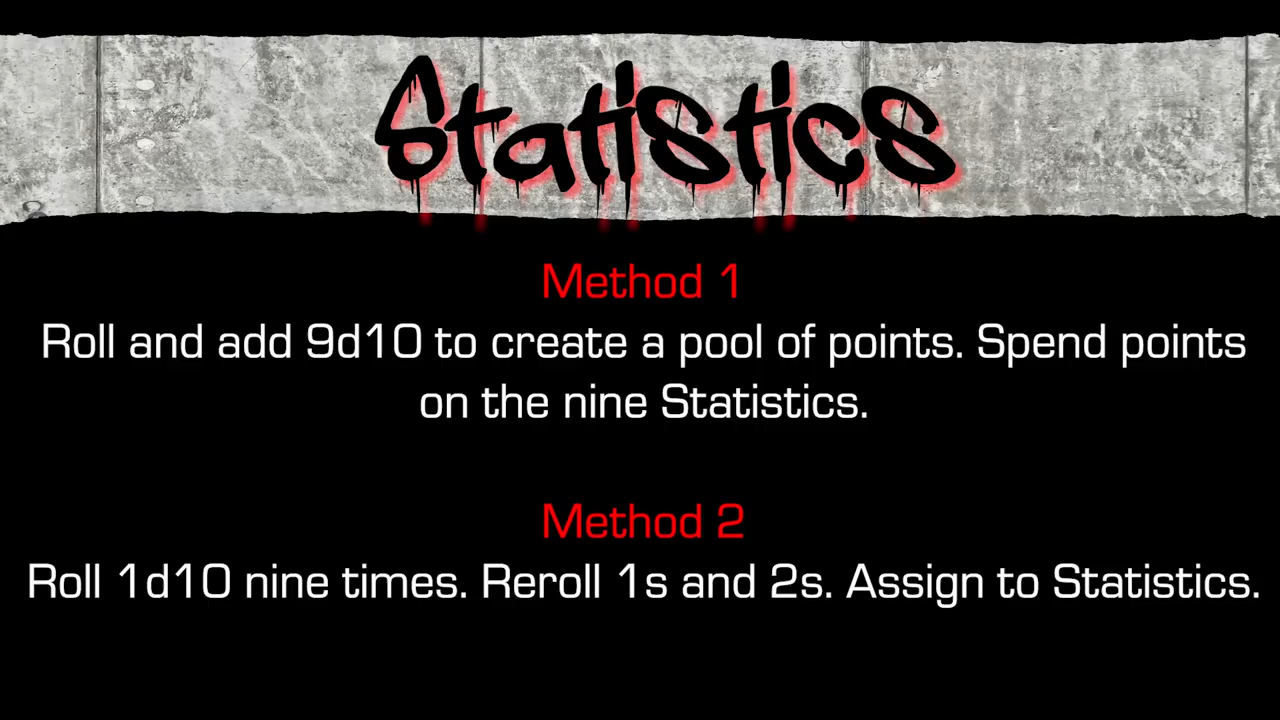 Statistics
Method 1
Roll and add 9d10 to create a pool of points. Spend points
on the nine Statistics.
Method 2
Roll 1d10 nine times. Reroll 1s and 2s. Assign to Statistics.